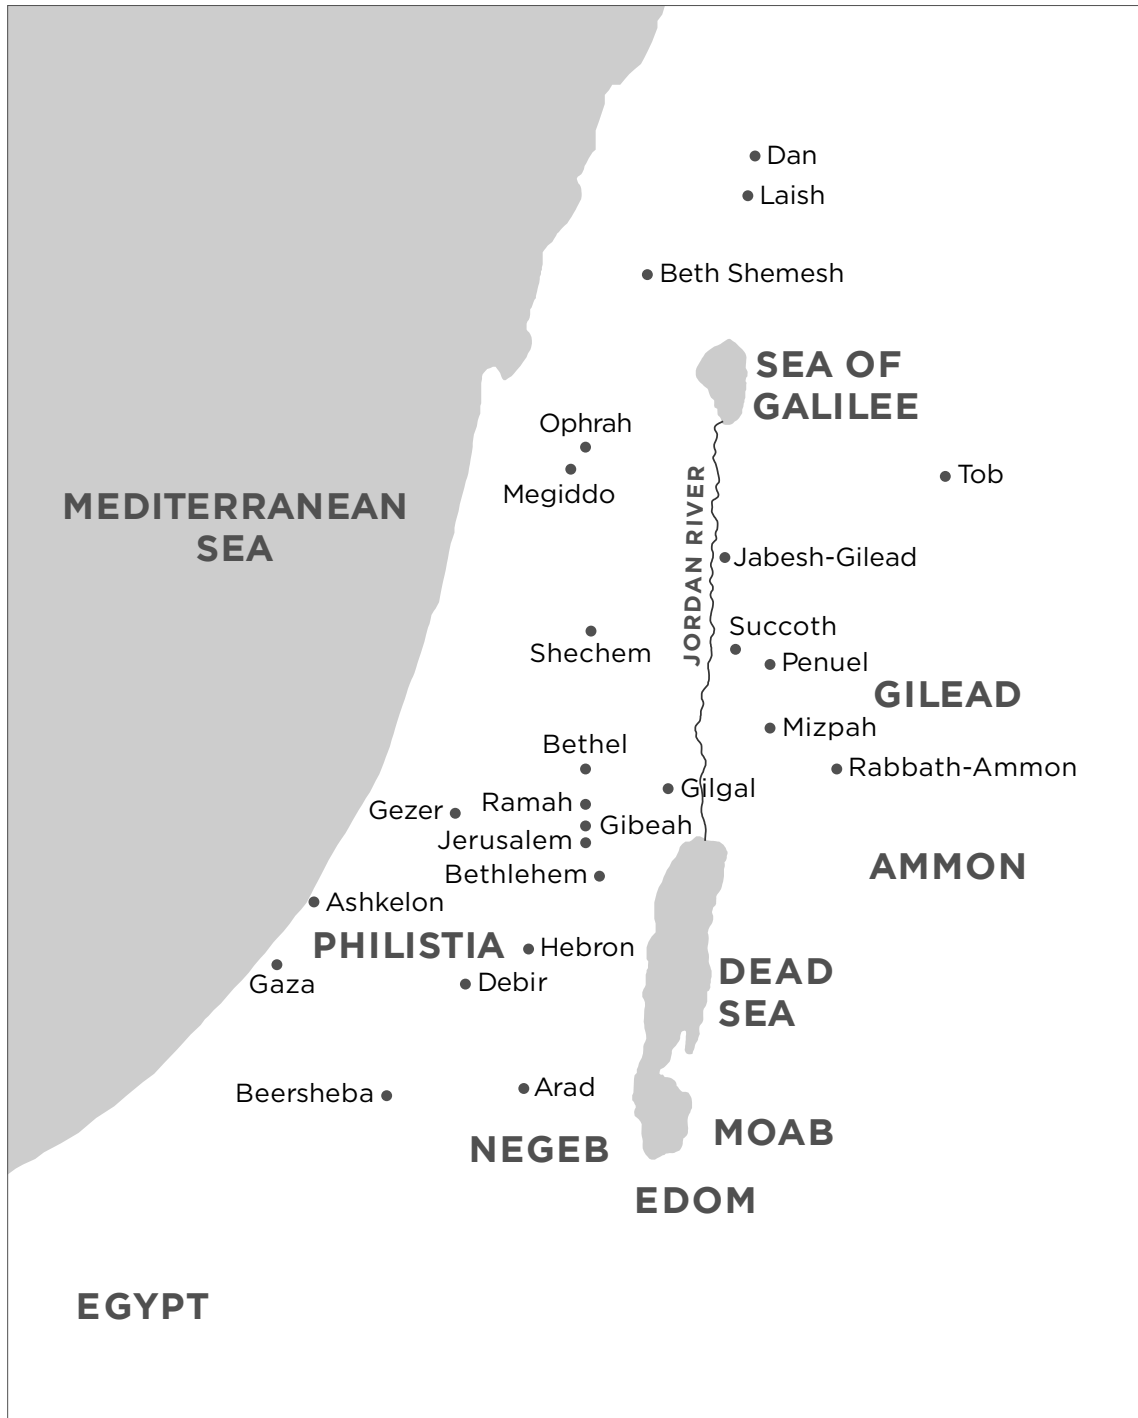 Dan
Laish
Beth Shemesh
SEA OF
GALILEE
Ophrah
Megiddo
Tob
MEDITERRANEAN
SEA
JORDAN RIVER
Jabesh-Gilead
Succoth
Shechem
Penuel
GILEAD
Mizpah
Bethel
Rabbath-Ammon
Gilgal
Ramah
Gezer
Gibeah
Jerusalem
AMMON
Bethlehem
Ashkelon
PHILISTIA
Hebron
DEAD
SEA
Gaza
Debir
Beersheba
Arad
MOAB
NEGEB
EDOM
EGYPT